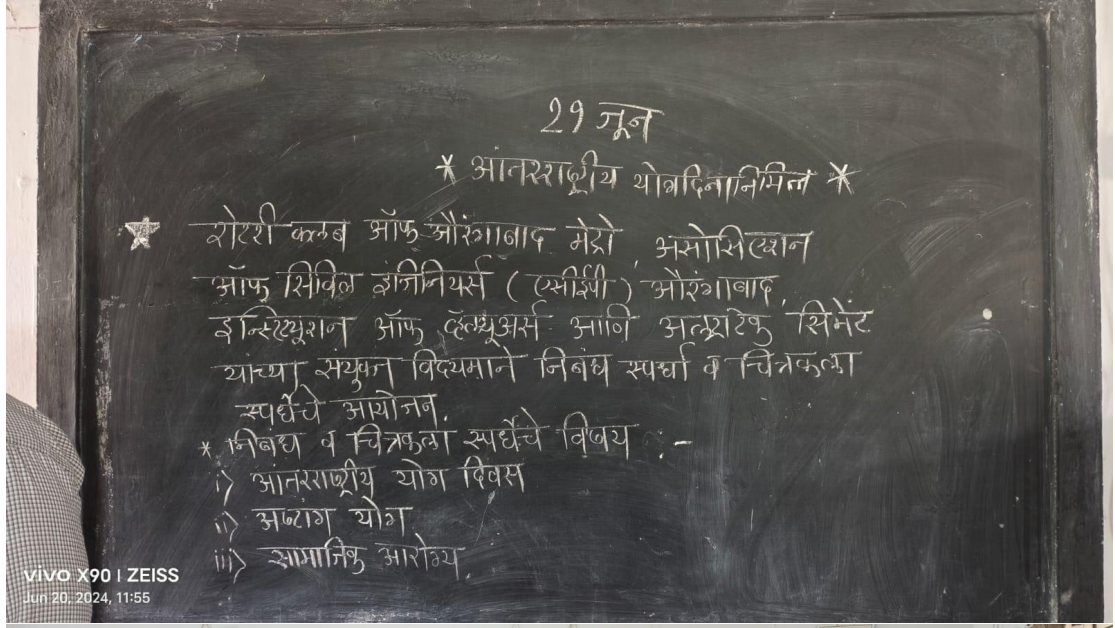 २१ जून
* आंतरराष्ट्रीय योगदिनानिमित्त *
★ रोटरी क्लब ऑफ औरंगाबाद मेट्रो, असोसिएशन
ऑफ सिविल इंजिनियर्स (एसीईपी) औरंगाबाद,
इन्स्टिट्यूशन ऑफ व्हॅल्यूअर्स आणि अल्ट्राटेक सिमेंट
यांच्या संयुक्त विद्यमाने निबंध स्पर्धा व चित्रकला
स्पर्धेचे आयोजन.
* निबंध व चित्रकला स्पर्धेचे विषय :-
i) आंतरराष्ट्रीय योग दिवस
ii) अष्टांग योग
iii) सामाजिक आरोग्य
vivo X90 | ZEISS
Jun 20, 2024, 11:55